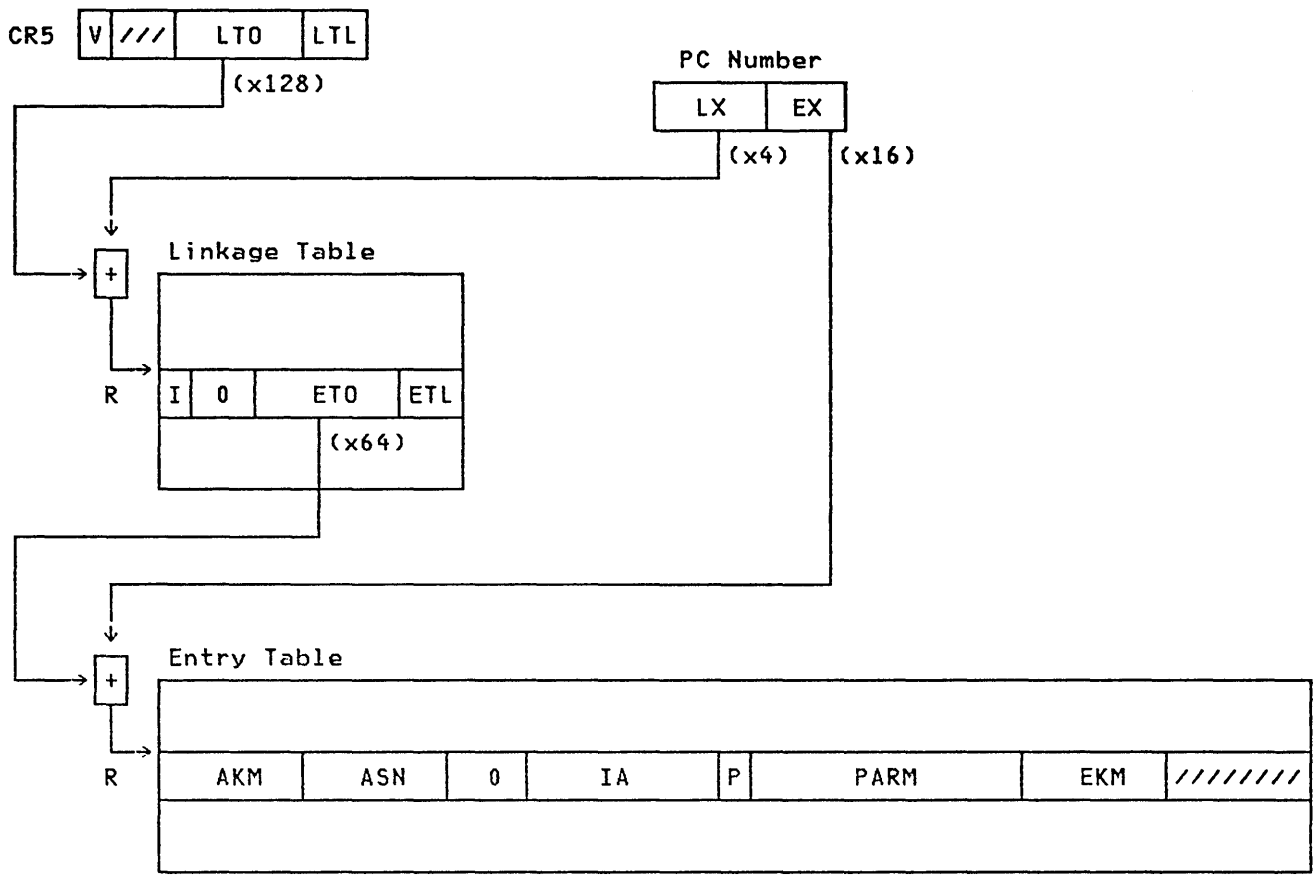 CR5 V /// LTO LTL
(x128)
PC Number
LX EX
(x4) (x16)
Linkage Table
+
R I 0 ETO ETL
(x64)
Entry Table
+
R AKM ASN 0 IA P PARM EKM /////////